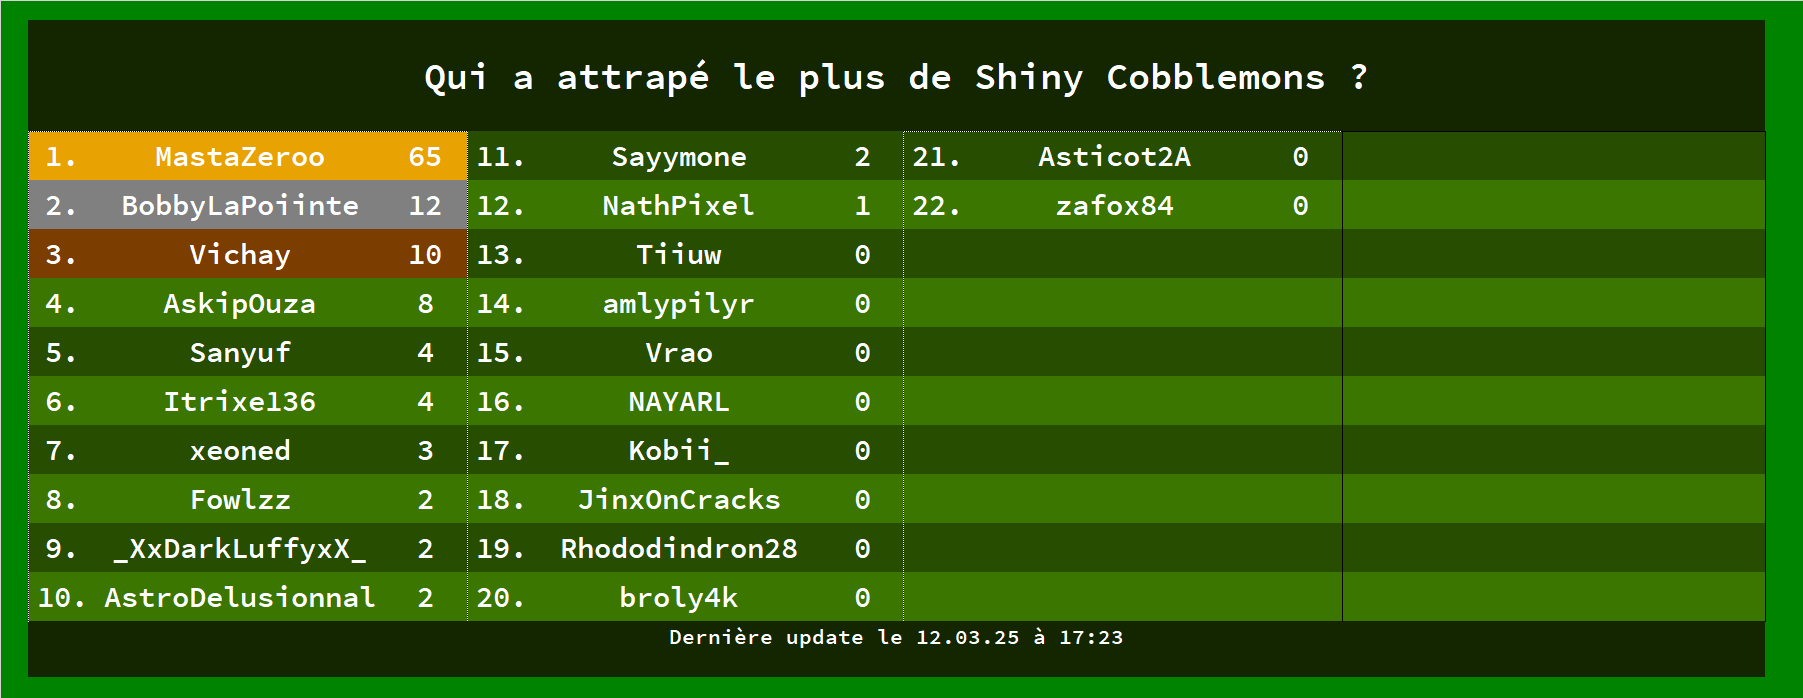 Qui a attrapé le plus de Shiny Cobblemons ?
1. MastaZeroo 65
2. BobbyLaPoiinte 12
3. Vichay 10
4. AskipOuza 8
5. Sanyuf 4
6. Itrixe136 4
7. xeoned 3
8. Fowlzz 2
9. _XxDarkLuffyxX_ 2
10. AstroDelusionnal 2
11. Sayymone 2
12. NathPixel 1
13. Tiiuw 0
14. amlypilyr 0
15. Vrao 0
16. NAYARL 0
17. Kobii_ 0
18. JinxOnCracks 0
19. Rhododindron28 0
20. broly4k 0
21. Asticot2A 0
22. zafox84 0
Dernière update le 12.03.25 à 17:23